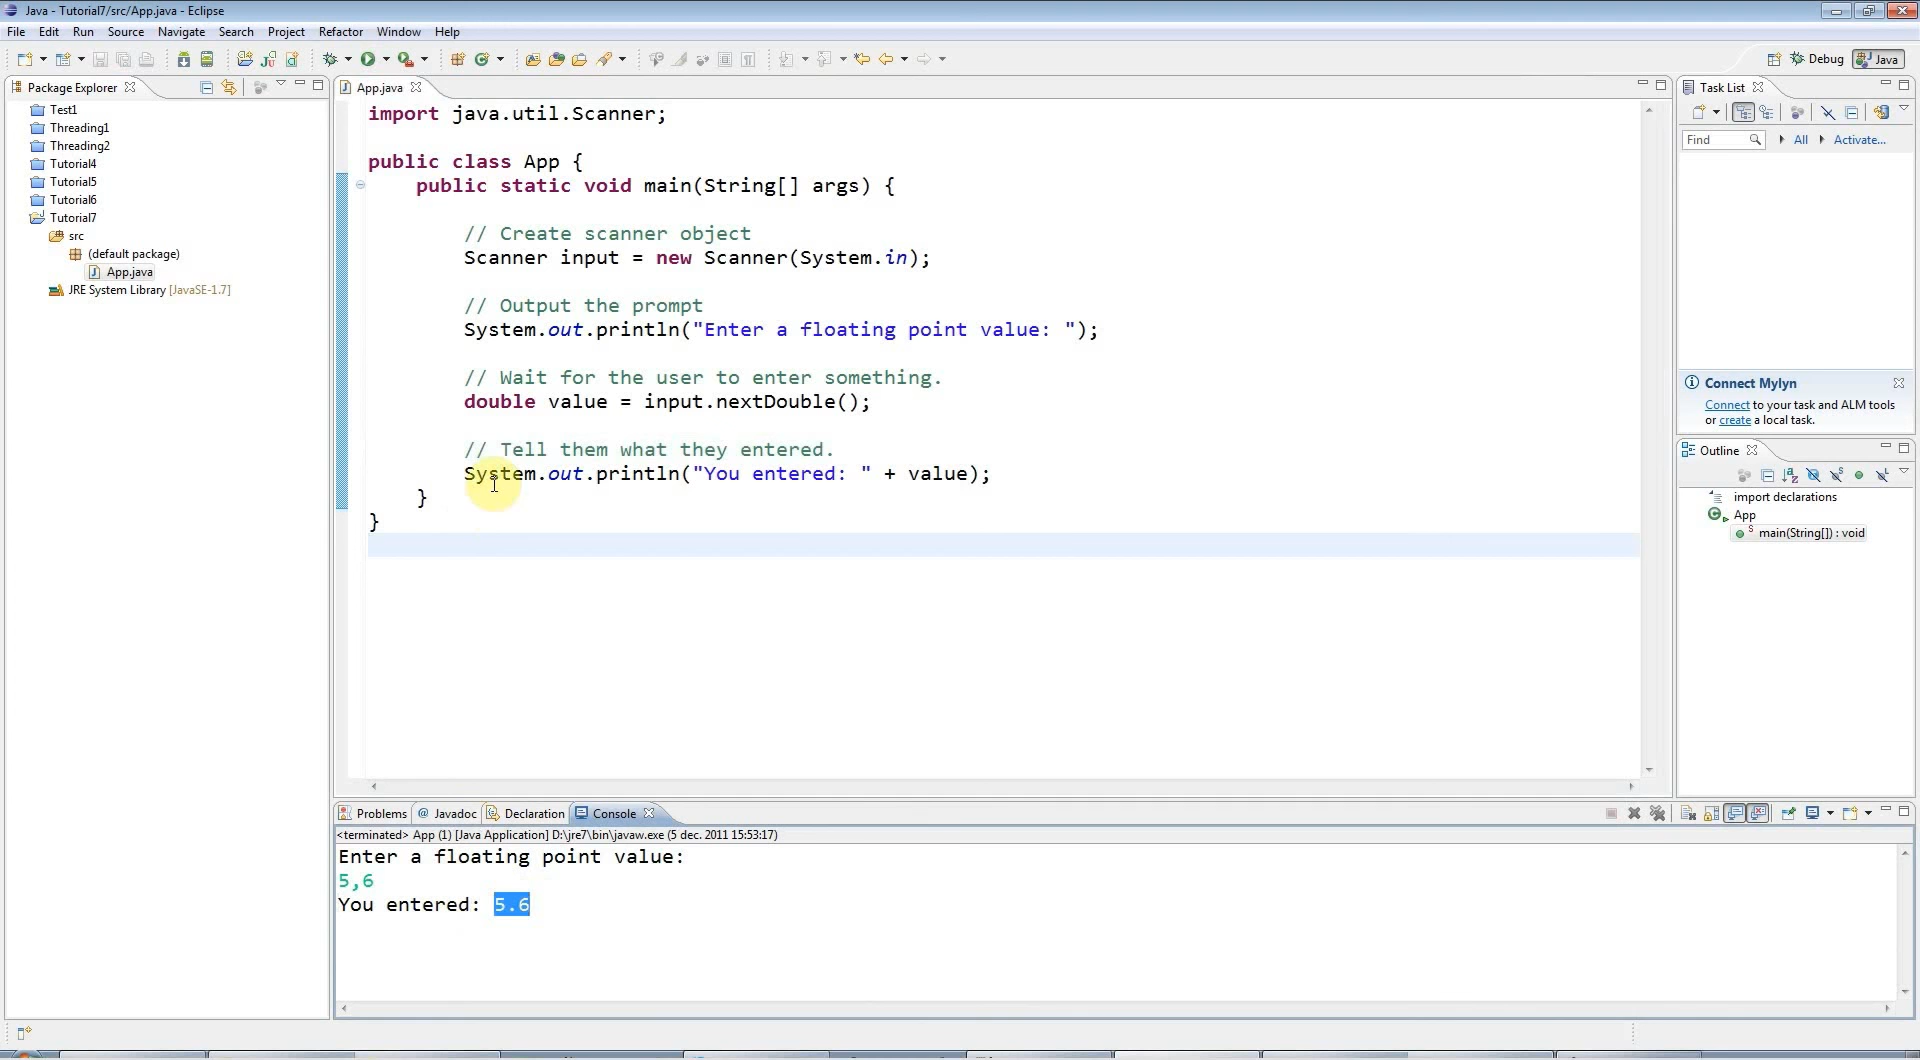 Java - Tutorial7/src/App.java - Eclipse
File Edit Run Source Navigate Search Project Refactor Window Help
Debug Java
Package Explorer
Test1
Threading1
Threading2
Tutorial4
Tutorial5
Tutorial6
Tutorial7
src
(default package)
App.java
JRE System Library [JavaSE-1.7]
App.java
import java.util.Scanner;
public class App {
public static void main(String[] args) {
// Create scanner object
Scanner input = new Scanner(System.in);
// Output the prompt
System.out.println("Enter a floating point value: ");
// Wait for the user to enter something.
double value = input.nextDouble();
// Tell them what they entered.
System.out.println("You entered: " + value);
}
}
Task List
Find All Activate...
Connect Mylyn
Connect to your task and ALM tools
or create a local task.
Outline
import declarations
App
main(String[]) : void
Problems Javadoc Declaration Console
<terminated> App (1) [Java Application] D:\jre7\bin\javaw.exe (5 dec. 2011 15:53:17)
Enter a floating point value:
5,6
You entered: 5.6